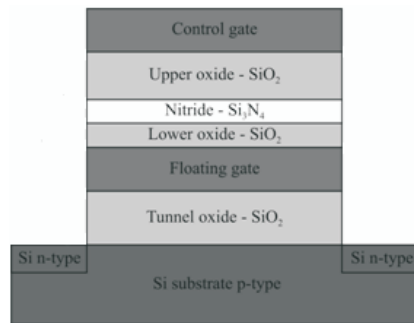 Control gate
Upper oxide - SiO₂
Nitride - Si₃N₄
Lower oxide - SiO₂
Floating gate
Tunnel oxide - SiO₂
Si n-type
Si n-type
Si substrate p-type